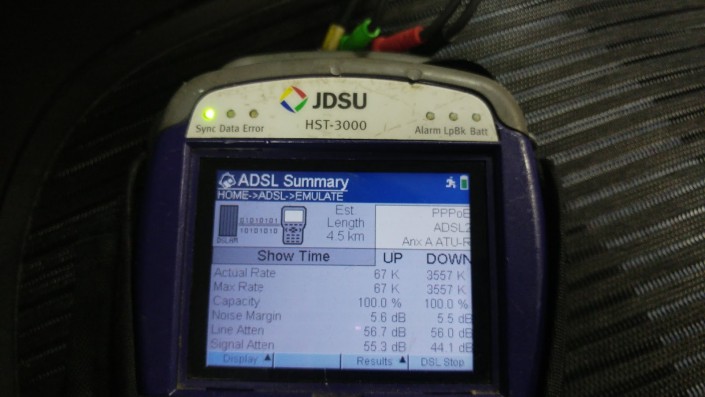 JDSU
HST-3000
Sync Data Error
Alarm LpBk Batt
ADSL Summary
HOME->ADSL->EMULATE
DSLAM
01010101
10101010
Est
Length
4.5 km
PPPoE
ADSL2
Anx A ATU-R
Show Time UP DOWN
Actual Rate 67 K 3557 K
Max Rate 67 K 3557 K
Capacity 100.0 % 100.0 %
Noise Margin 5.6 dB 5.5 dB
Line Atten 56.7 dB 56.0 dB
Signal Atten 55.3 dB 44.1 dB
Display Results DSL Stop